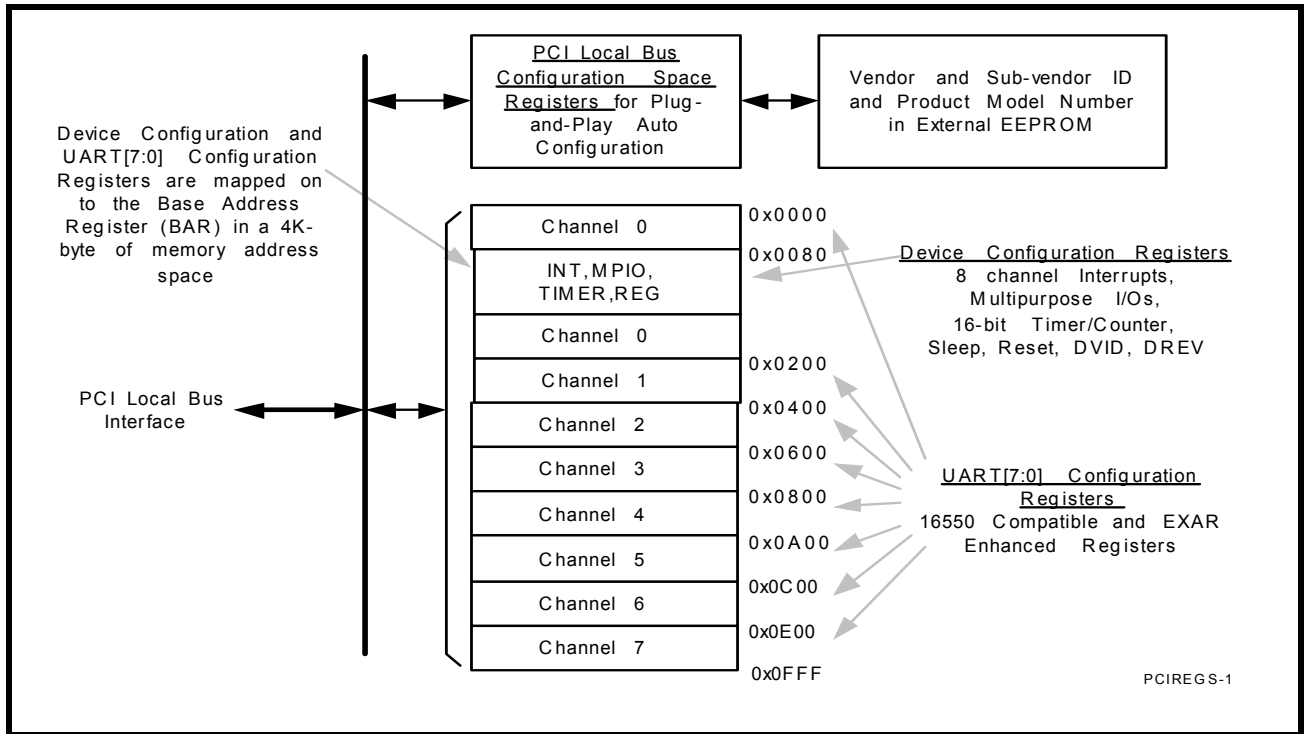 PCI Local Bus
Configuration Space
Registers for Plug-
and-Play Auto
Configuration
Vendor and Sub-vendor ID
and Product Model Number
in External EEPROM
Device Configuration and
UART[7:0] Configuration
Registers are mapped on
to the Base Address
Register (BAR) in a 4K-
byte of memory address
space
PCI Local Bus
Interface
Channel 0
INT,MPIO,
TIMER,REG
Channel 0
Channel 1
Channel 2
Channel 3
Channel 4
Channel 5
Channel 6
Channel 7
0x0000
0x0080
0x0200
0x0400
0x0600
0x0800
0x0A00
0x0C00
0x0E00
0x0FFF
Device Configuration Registers
8 channel Interrupts,
Multipurpose I/Os,
16-bit Timer/Counter,
Sleep, Reset, DVID, DREV
UART[7:0] Configuration
Registers
16550 Compatible and EXAR
Enhanced Registers
PCIREGS-1